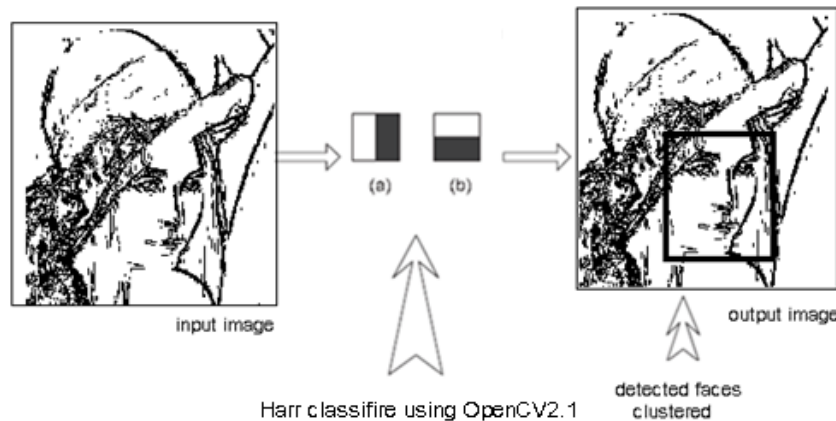 (a) (b)
input image
output image
Harr classifire using OpenCV2.1
detected faces
clustered